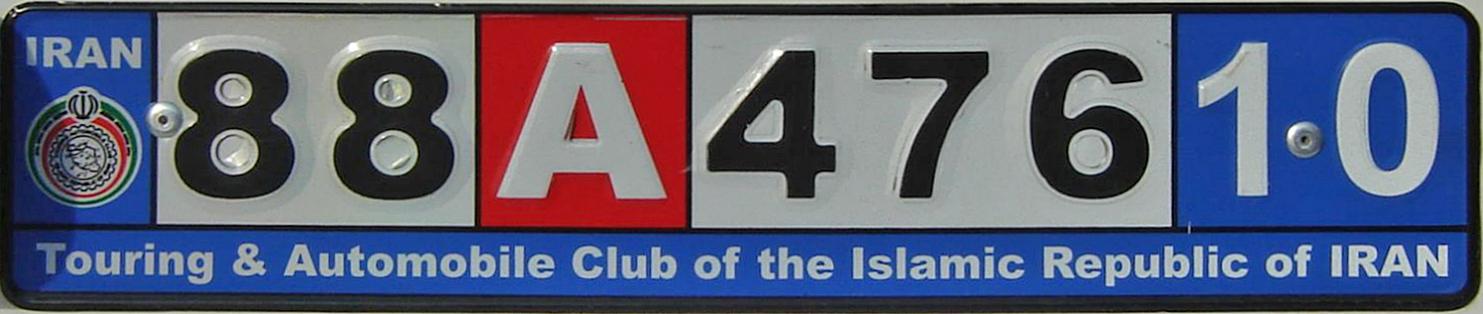 IRAN
88 A 476 10
Touring & Automobile Club of the Islamic Republic of IRAN